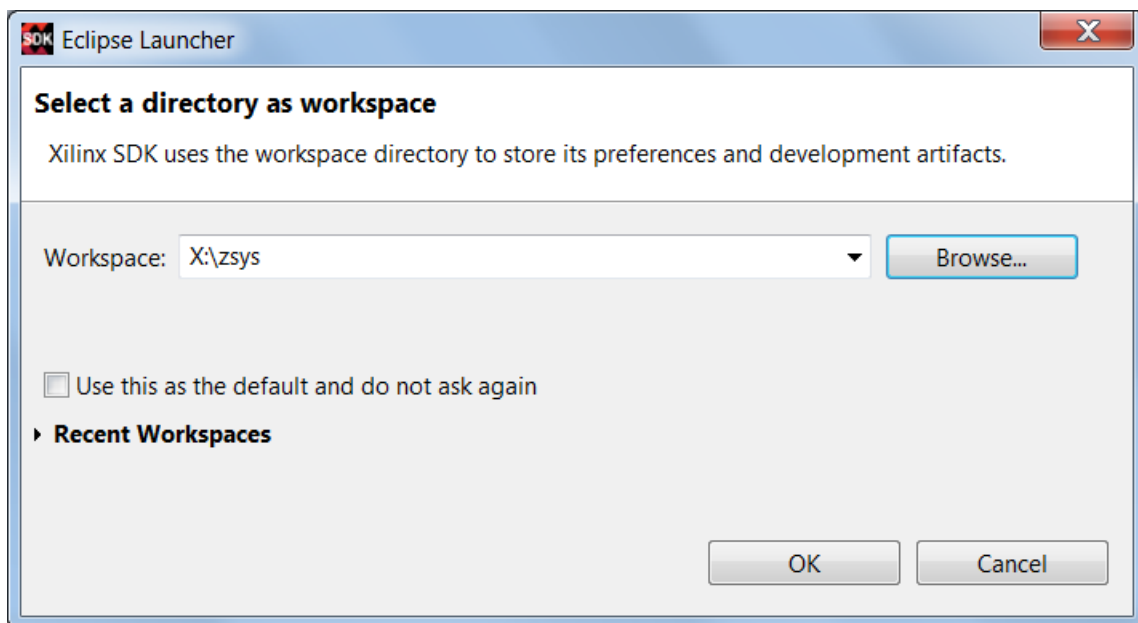 SDK Eclipse Launcher X
Select a directory as workspace
Xilinx SDK uses the workspace directory to store its preferences and development artifacts.
Workspace: X:\zsys Browse...
Use this as the default and do not ask again
Recent Workspaces
OK Cancel